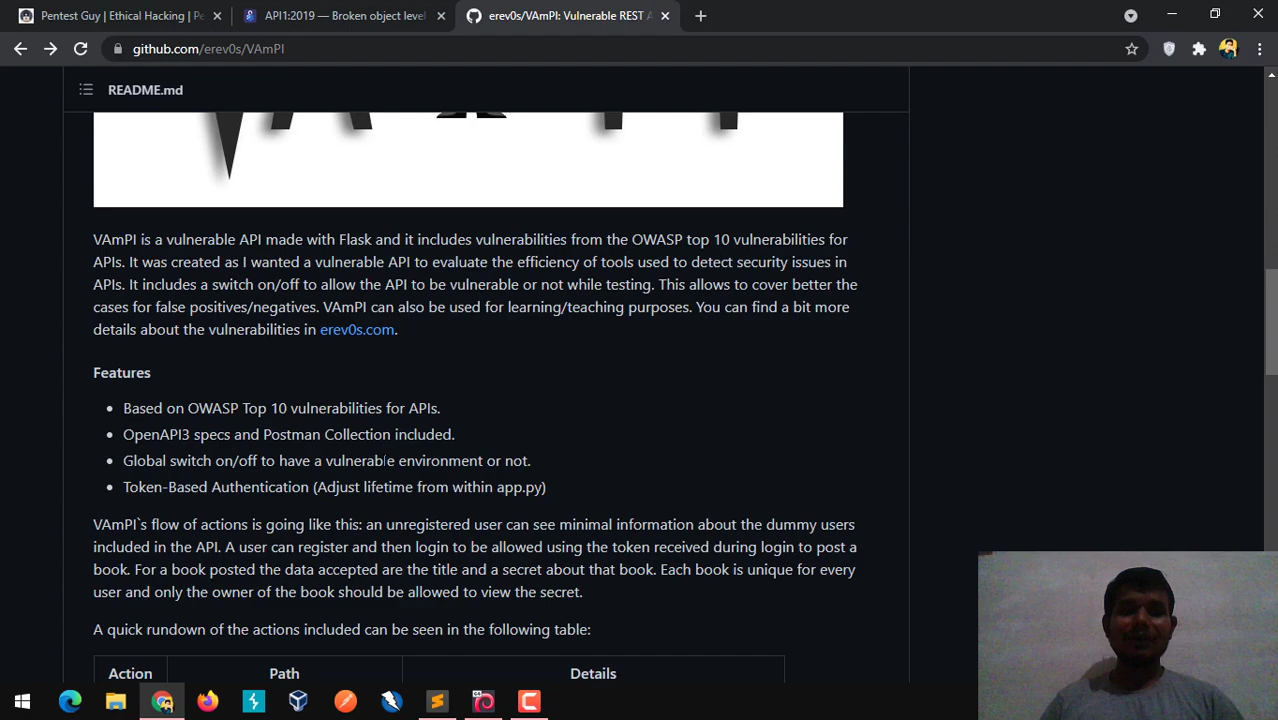 Pentest Guy | Ethical Hacking | Pe
API1:2019 — Broken object level
erev0s/VAmPI: Vulnerable REST A
github.com/erev0s/VAmPI
README.md
VAmPI is a vulnerable API made with Flask and it includes vulnerabilities from the OWASP top 10 vulnerabilities for
APIs. It was created as I wanted a vulnerable API to evaluate the efficiency of tools used to detect security issues in
APIs. It includes a switch on/off to allow the API to be vulnerable or not while testing. This allows to cover better the
cases for false positives/negatives. VAmPI can also be used for learning/teaching purposes. You can find a bit more
details about the vulnerabilities in erev0s.com.
Features
• Based on OWASP Top 10 vulnerabilities for APIs.
• OpenAPI3 specs and Postman Collection included.
• Global switch on/off to have a vulnerable environment or not.
• Token-Based Authentication (Adjust lifetime from within app.py)
VAmPI`s flow of actions is going like this: an unregistered user can see minimal information about the dummy users
included in the API. A user can register and then login to be allowed using the token received during login to post a
book. For a book posted the data accepted are the title and a secret about that book. Each book is unique for every
user and only the owner of the book should be allowed to view the secret.
A quick rundown of the actions included can be seen in the following table:
Action Path Details